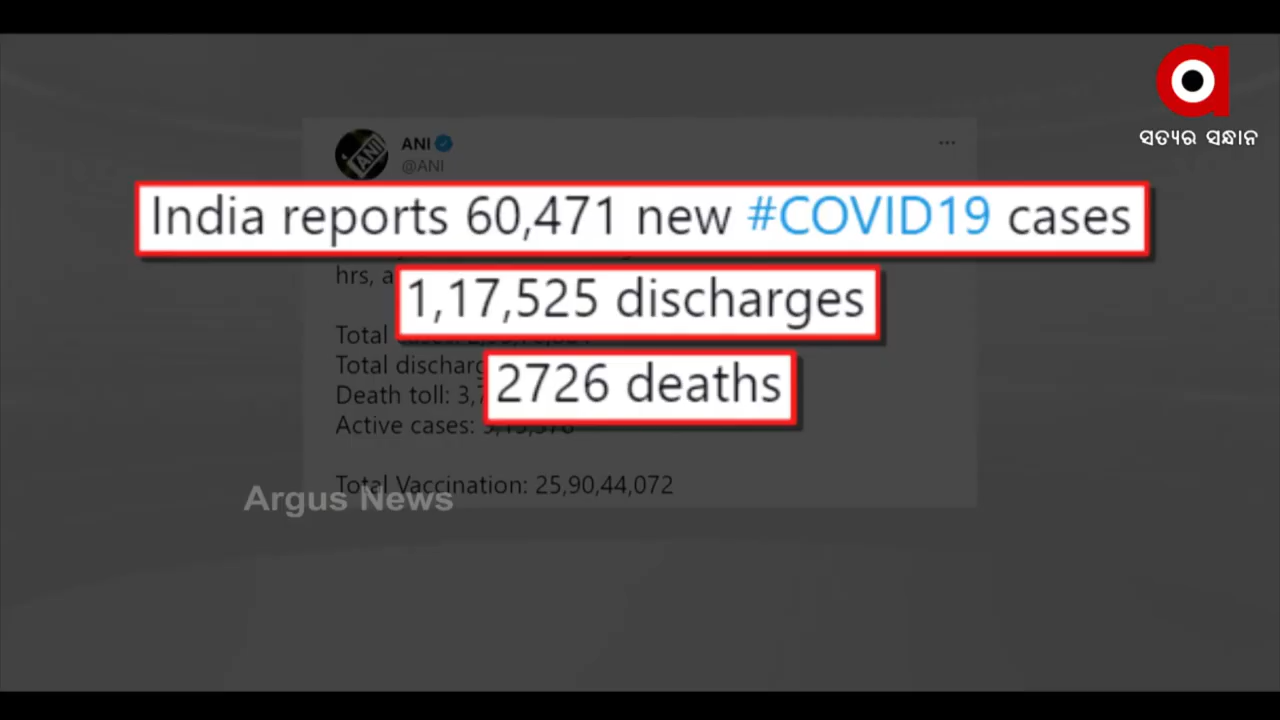 ସତ୍ୟର ସନ୍ଧାନ
ANI
@ANI
India reports 60,471 new #COVID19 cases
hrs, a
1,17,525 discharges
Total
Total discharg
2726 deaths
Death toll: 3,7
Active cases:
Total Vaccination: 25,90,44,072
Argus News